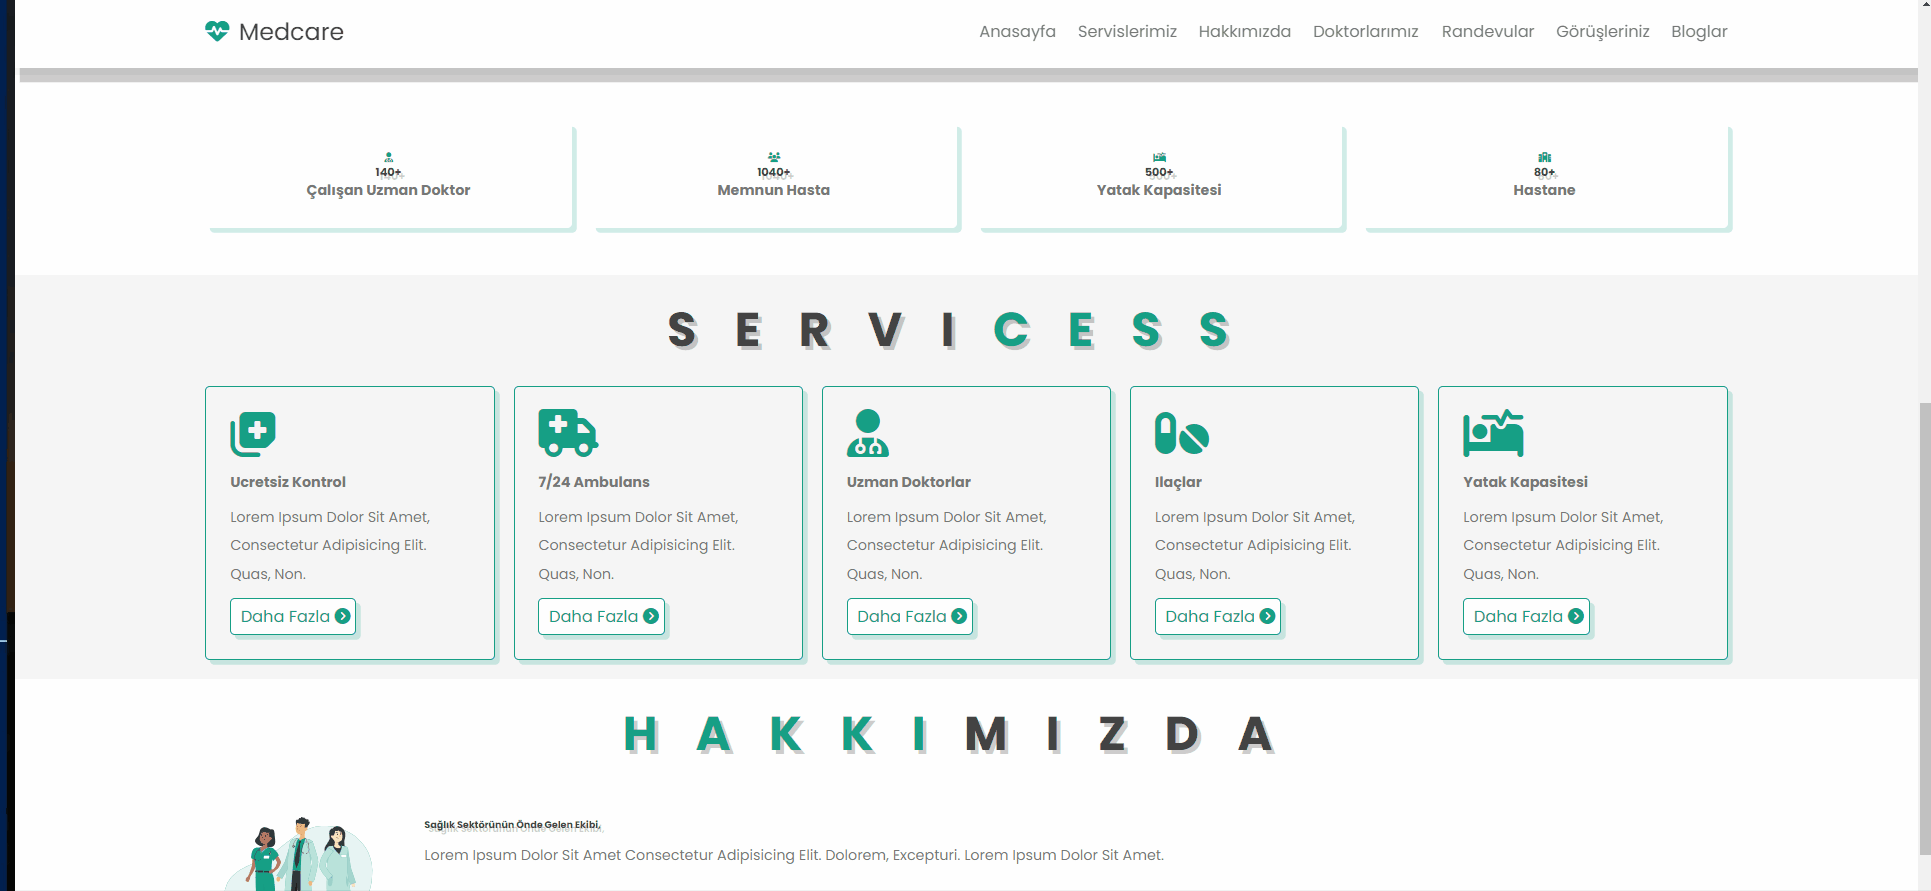 Medcare
Anasayfa Servislerimiz Hakkımızda Doktorlarımız Randevular Görüşleriniz Bloglar
140+ 1040+ 500+ 80+
Çalışan Uzman Doktor Memnun Hasta Yatak Kapasitesi Hastane
SERVICESS
Ucretsiz Kontrol 7/24 Ambulans Uzman Doktorlar Ilaçlar Yatak Kapasitesi
Lorem Ipsum Dolor Sit Amet, Lorem Ipsum Dolor Sit Amet, Lorem Ipsum Dolor Sit Amet, Lorem Ipsum Dolor Sit Amet, Lorem Ipsum Dolor Sit Amet,
Consectetur Adipisicing Elit. Consectetur Adipisicing Elit. Consectetur Adipisicing Elit. Consectetur Adipisicing Elit. Consectetur Adipisicing Elit.
Quas, Non. Quas, Non. Quas, Non. Quas, Non. Quas, Non.
Daha Fazla Daha Fazla Daha Fazla Daha Fazla Daha Fazla
HAKKIMIZDA
Sağlık Sektörünün Önde Gelen Ekibi,
Lorem Ipsum Dolor Sit Amet Consectetur Adipisicing Elit. Dolorem, Excepturi. Lorem Ipsum Dolor Sit Amet.